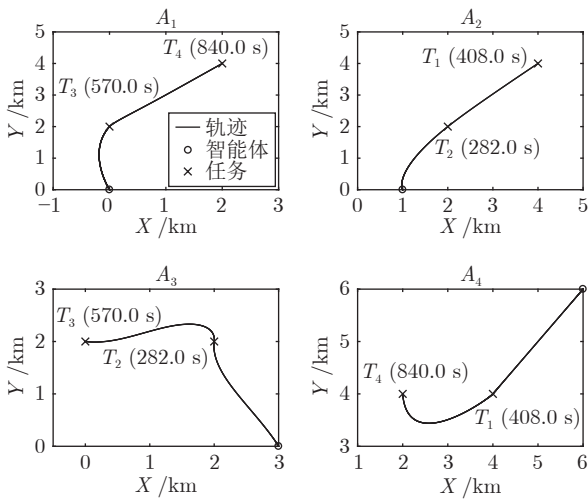 A₁
T₄ (840.0 s)
T₃ (570.0 s)
轨迹
智能体
任务
Y /km
5
4
3
2
1
0
−1
0
1
2
3
X /km
A₂
T₁ (408.0 s)
T₂ (282.0 s)
Y /km
5
4
3
2
1
0
0
1
2
3
4
5
X /km
A₃
T₃ (570.0 s)
T₂ (282.0 s)
Y /km
3
2
1
0
0
1
2
3
X /km
A₄
T₄ (840.0 s)
T₁ (408.0 s)
Y /km
6
5
4
3
1
2
3
4
5
6
X /km